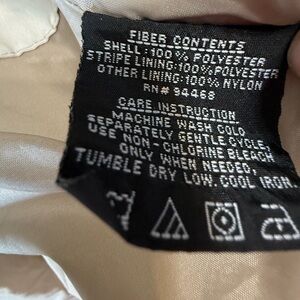 FIBER CONTENTS
SHELL:100% POLYESTER
STRIPE LINING:100% POLYESTER
OTHER LINING:100% NYLON
RN# 94468
CARE INSTRUCTION
MACHINE WASH COLD
SEPARATELY GENTLE CYCLE,
USE NON-CHLORINE BLEACH
ONLY WHEN NEEDED,
TUMBLE DRY LOW. COOL IRON.